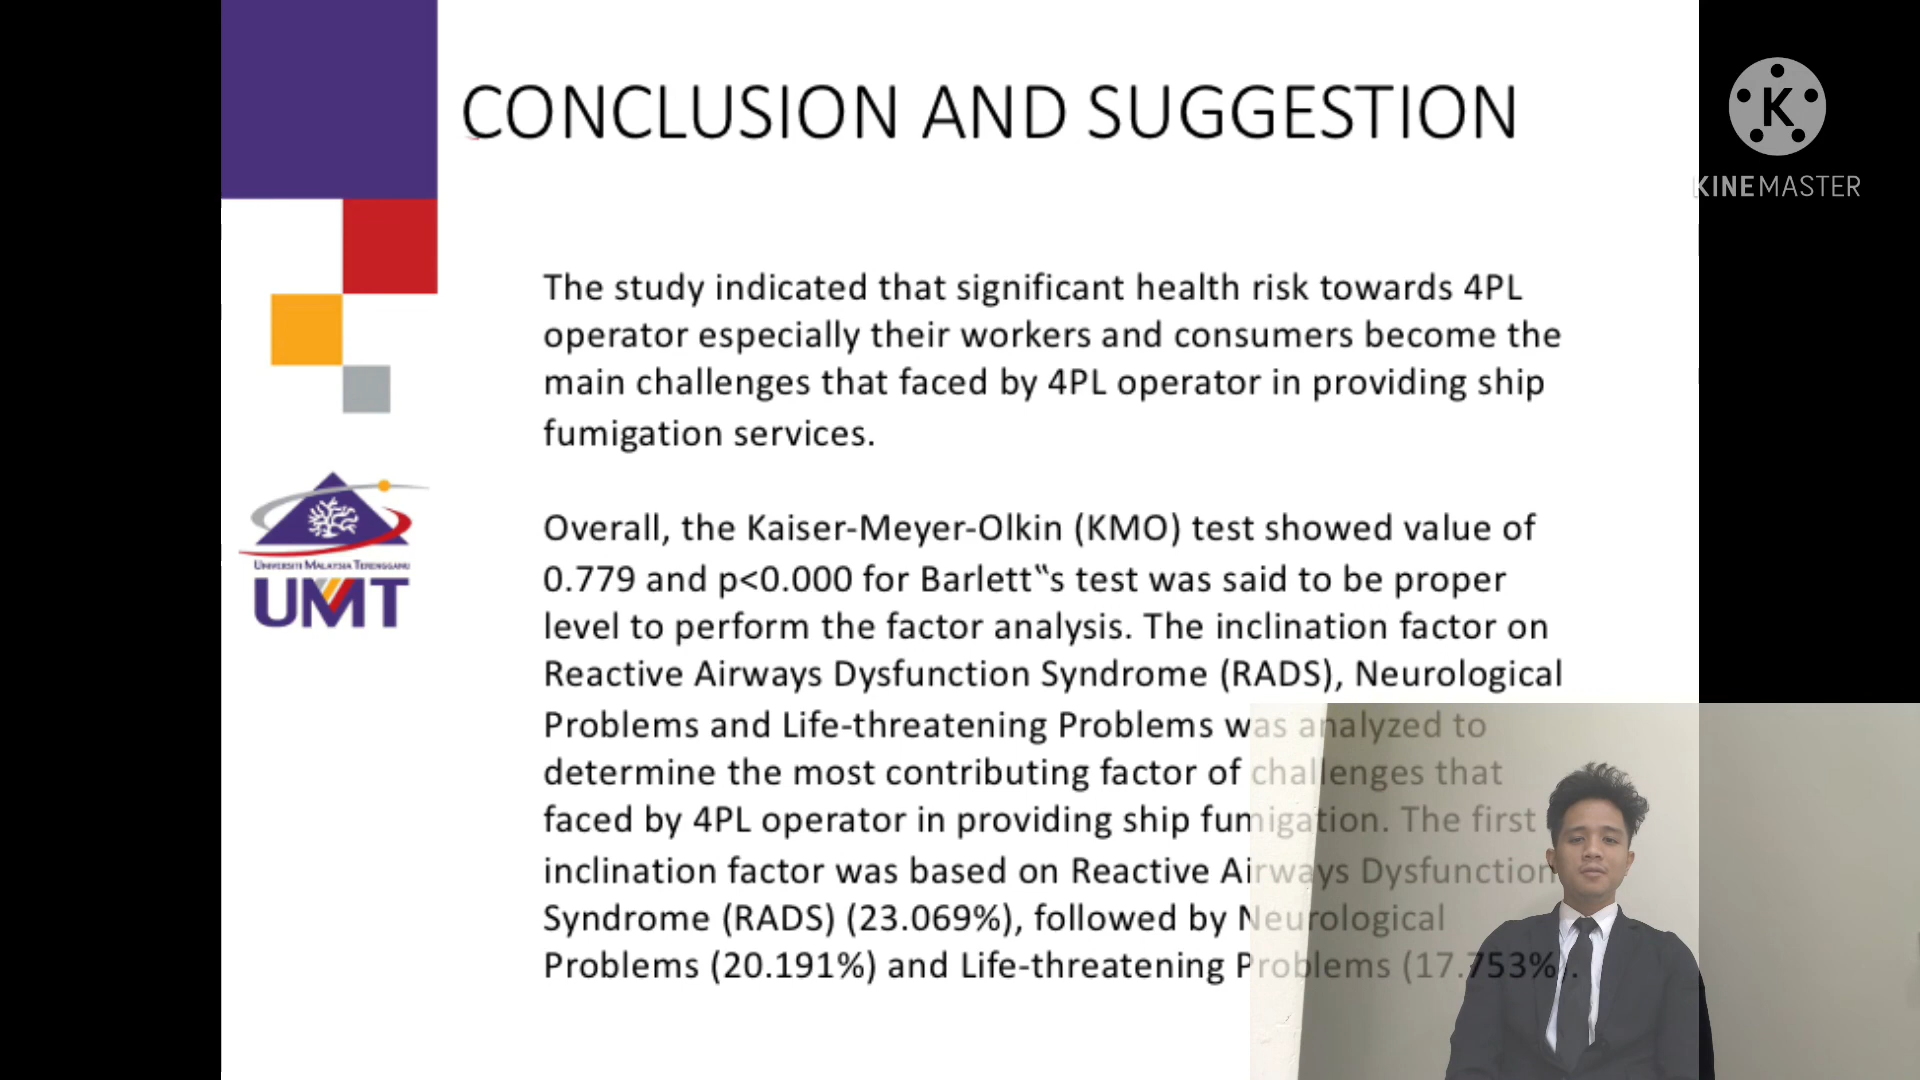 CONCLUSION AND SUGGESTION
K
KINEMASTER
The study indicated that significant health risk towards 4PL
operator especially their workers and consumers become the
main challenges that faced by 4PL operator in providing ship
fumigation services.
UNIVERSITI MALAYSIA TERENGGANU
UMT
Overall, the Kaiser-Meyer-Olkin (KMO) test showed value of
0.779 and p<0.000 for Barlett‟s test was said to be proper
level to perform the factor analysis. The inclination factor on
Reactive Airways Dysfunction Syndrome (RADS), Neurological
Problems and Life-threatening Problems was analyzed to
determine the most contributing factor of challenges that
faced by 4PL operator in providing ship fumigation. The first
inclination factor was based on Reactive Airways Dysfunction
Syndrome (RADS) (23.069%), followed by Neurological
Problems (20.191%) and Life-threatening Problems (17.753%).